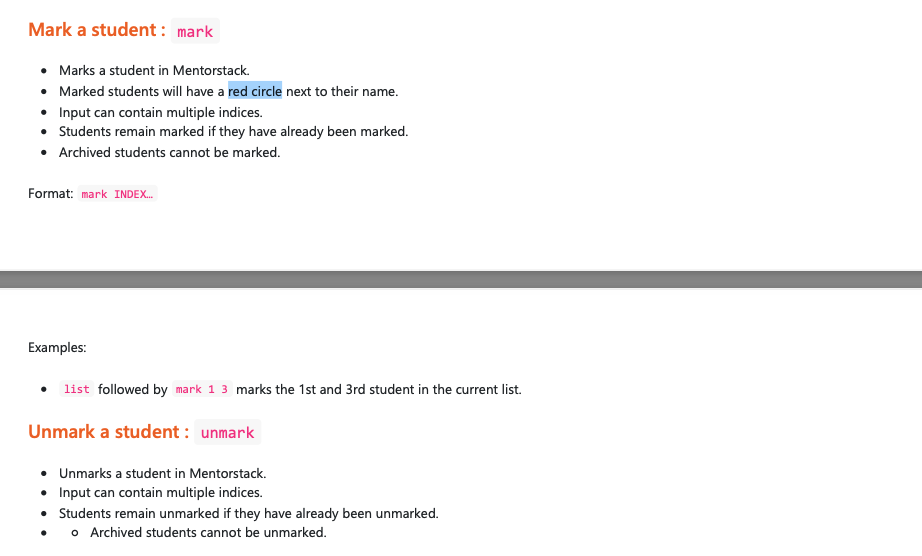 Mark a student : mark
• Marks a student in Mentorstack.
• Marked students will have a red circle next to their name.
• Input can contain multiple indices.
• Students remain marked if they have already been marked.
• Archived students cannot be marked.
Format: mark INDEX…
Examples:
• list followed by mark 1 3 marks the 1st and 3rd student in the current list.
Unmark a student : unmark
• Unmarks a student in Mentorstack.
• Input can contain multiple indices.
• Students remain unmarked if they have already been unmarked.
• ○ Archived students cannot be unmarked.